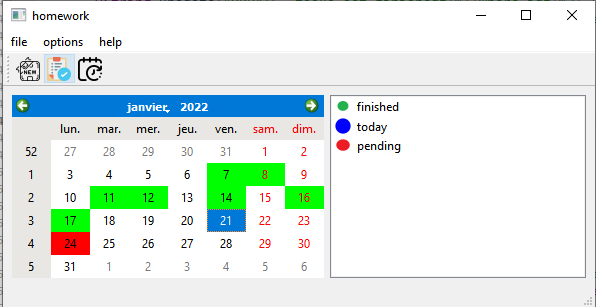 homework
file options help
NEW
janvier, 2022
lun. mar. mer. jeu. ven. sam. dim.
52 27 28 29 30 31 1 2
1 3 4 5 6 7 8 9
2 10 11 12 13 14 15 16
3 17 18 19 20 21 22 23
4 24 25 26 27 28 29 30
5 31 1 2 3 4 5 6
finished
today
pending